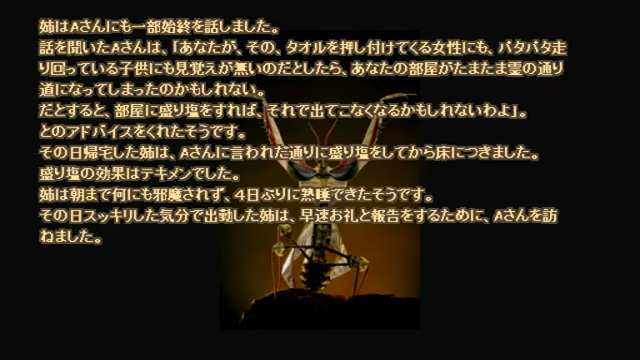 姉はAさんにも一部始終を話しました。
話を聞いたAさんは、「あなたが、その、タオルを押し付けてくる女性にも、バタバタ走
り回っている子供にも見覚えが無いのだとしたら、あなたの部屋がたまたま霊の通り
道になってしまったのかもしれない。
だとすると、部屋に盛り塩をすれば、それで出てこなくなるかもしれないわよ」。
とのアドバイスをくれたそうです。
その日帰宅した姉は、Aさんに言われた通りに盛り塩をしてから床につきました。
盛り塩の効果はテキメンでした。
姉は朝まで何にも邪魔されず、4日ぶりに熟睡できたそうです。
その日スッキリした気分で出勤した姉は、早速お礼と報告をするために、Aさんを訪
ねました。